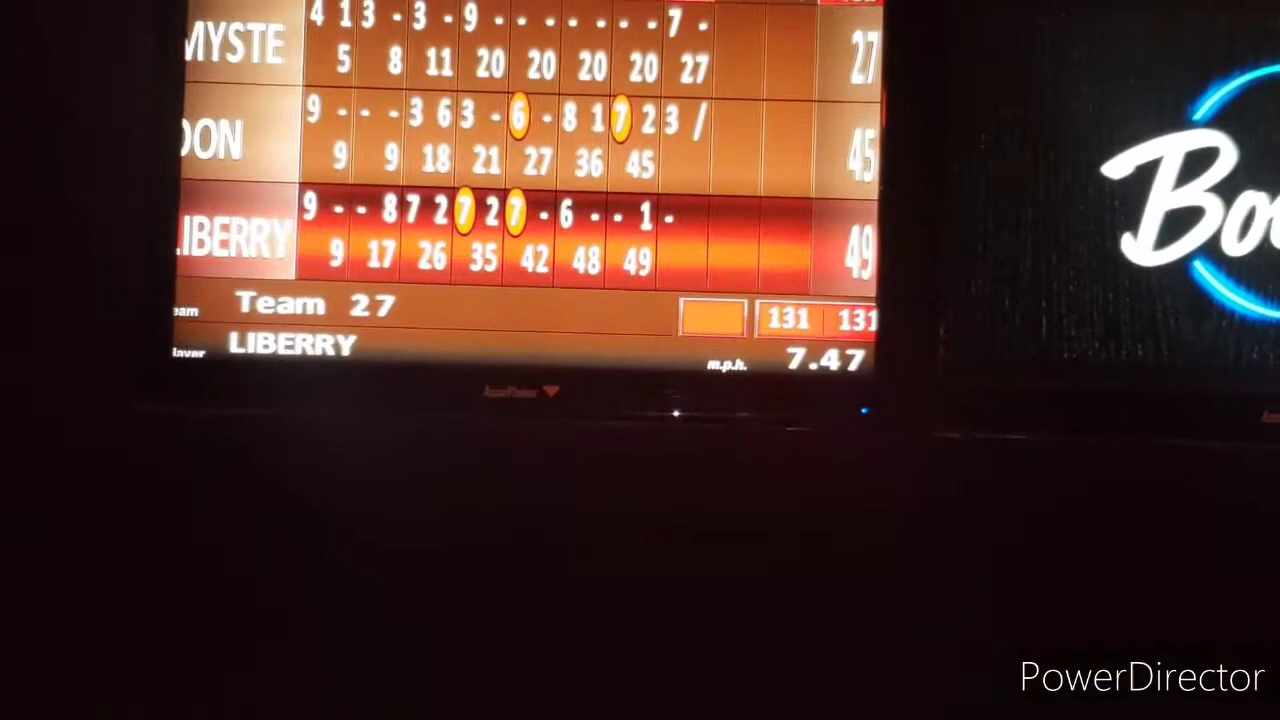 MYSTE 4 1 3 - 3 - 9 - - - - - - - 7 - 27
5 8 11 20 20 20 20 27
DON 9 - - - 3 6 3 - 6 - 8 1 7 2 3 / 45
9 9 18 21 27 36 45
LIBERRY 9 - - 8 7 2 7 2 7 - 6 - - 1 - 49
9 17 26 35 42 48 49
eam Team 27 131 131
layer LIBERRY m.p.h. 7.47
Bo
PowerDirector